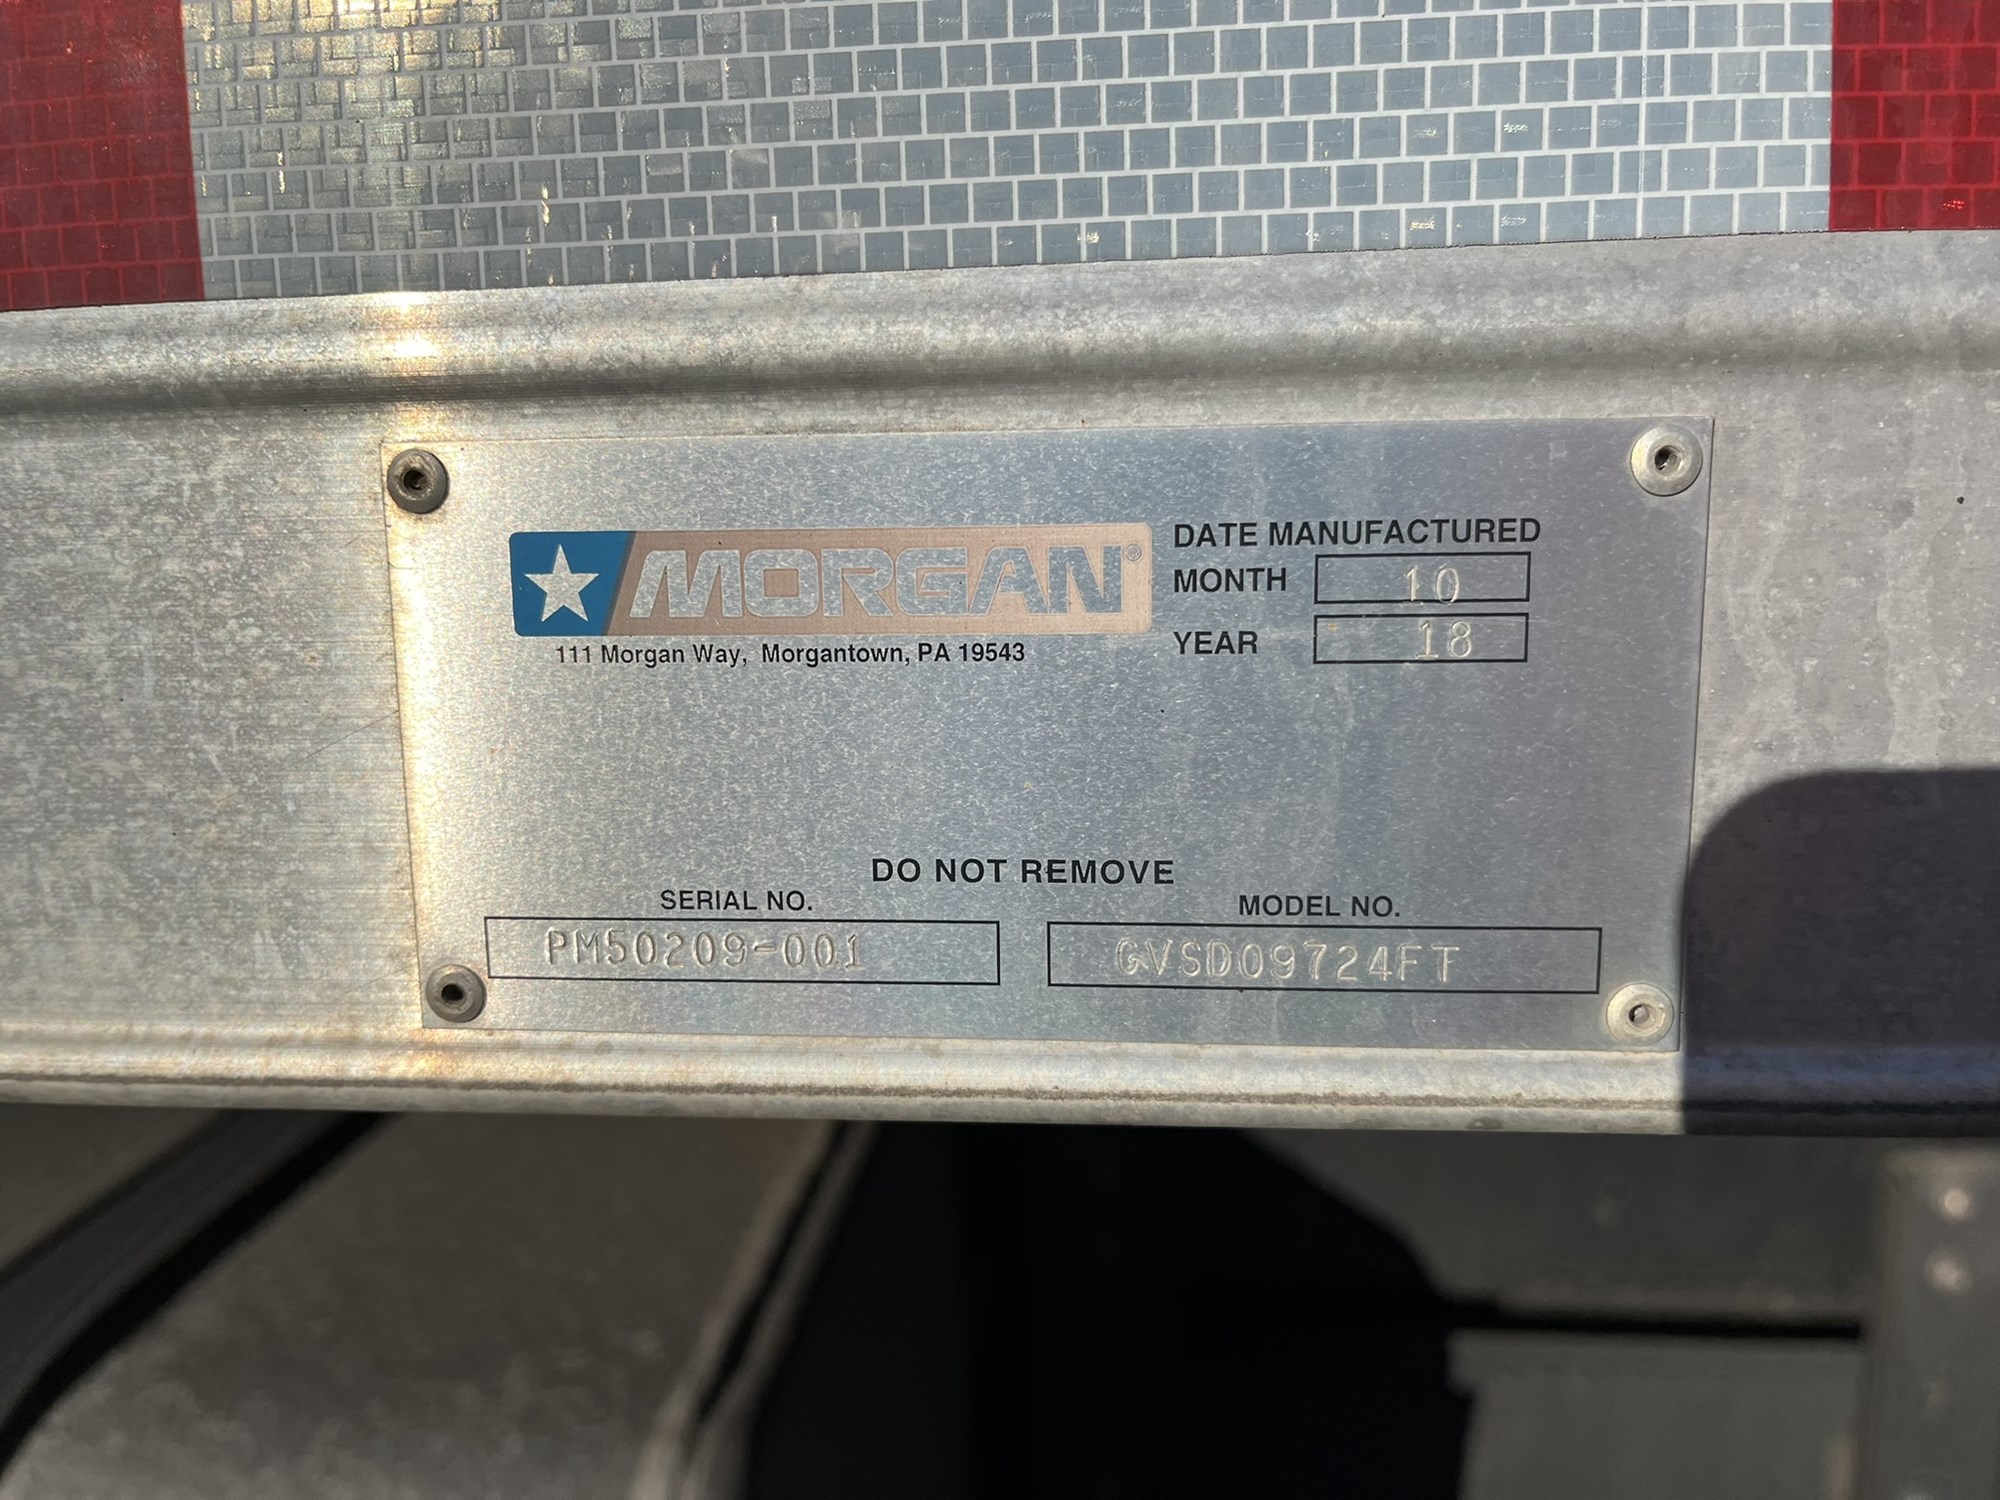 MORGAN®
111 Morgan Way, Morgantown, PA 19543
DATE MANUFACTURED
MONTH 10
YEAR 18
DO NOT REMOVE
SERIAL NO.
PM50209-001
MODEL NO.
GVSD09724FT